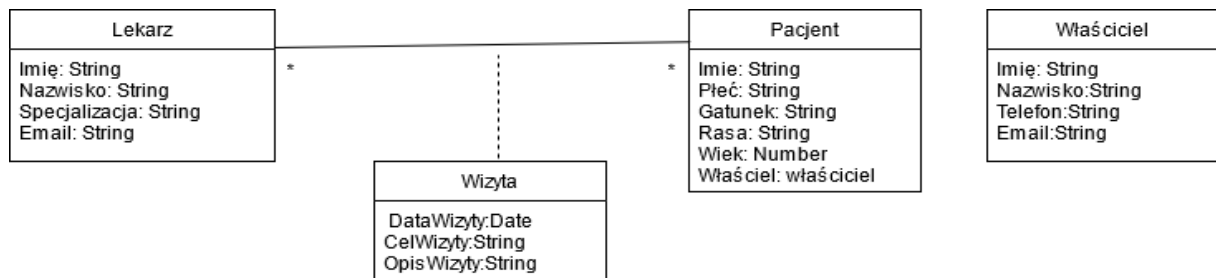 Lekarz
Imię: String
Nazwisko: String
Specjalizacja: String
Email: String
*
*
Pacjent
Imie: String
Płeć: String
Gatunek: String
Rasa: String
Wiek: Number
Właściel: właściciel
Właściciel
Imię: String
Nazwisko:String
Telefon:String
Email:String
Wizyta
DataWizyty:Date
CelWizyty:String
OpisWizyty:String